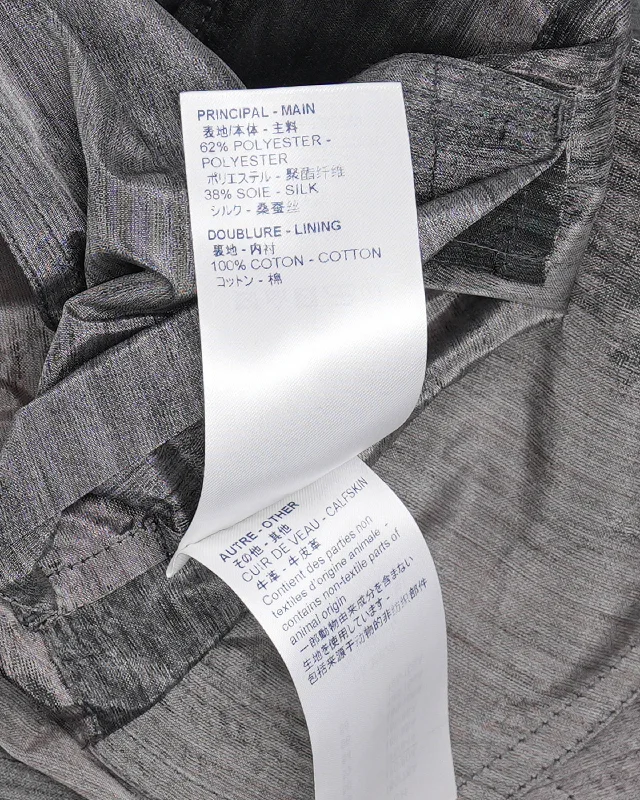 PRINCIPAL - MAIN
表地/本体 - 主料
62% POLYESTER -
POLYESTER
ポリエステル - 聚酯纤维
38% SOIE - SILK
シルク - 桑蚕丝
DOUBLURE - LINING
裏地 - 内衬
100% COTON - COTTON
コットン - 棉
AUTRE - OTHER
その他 - 其他
CUIR DE VEAU - CALFSKIN
牛革 - 牛皮革
Contient des parties non
textiles d'origine animale -
contains non-textile parts of
animal origin
一部動物由来成分を含まない
生地を使用しています -
包括来源于动物的非纺织部件